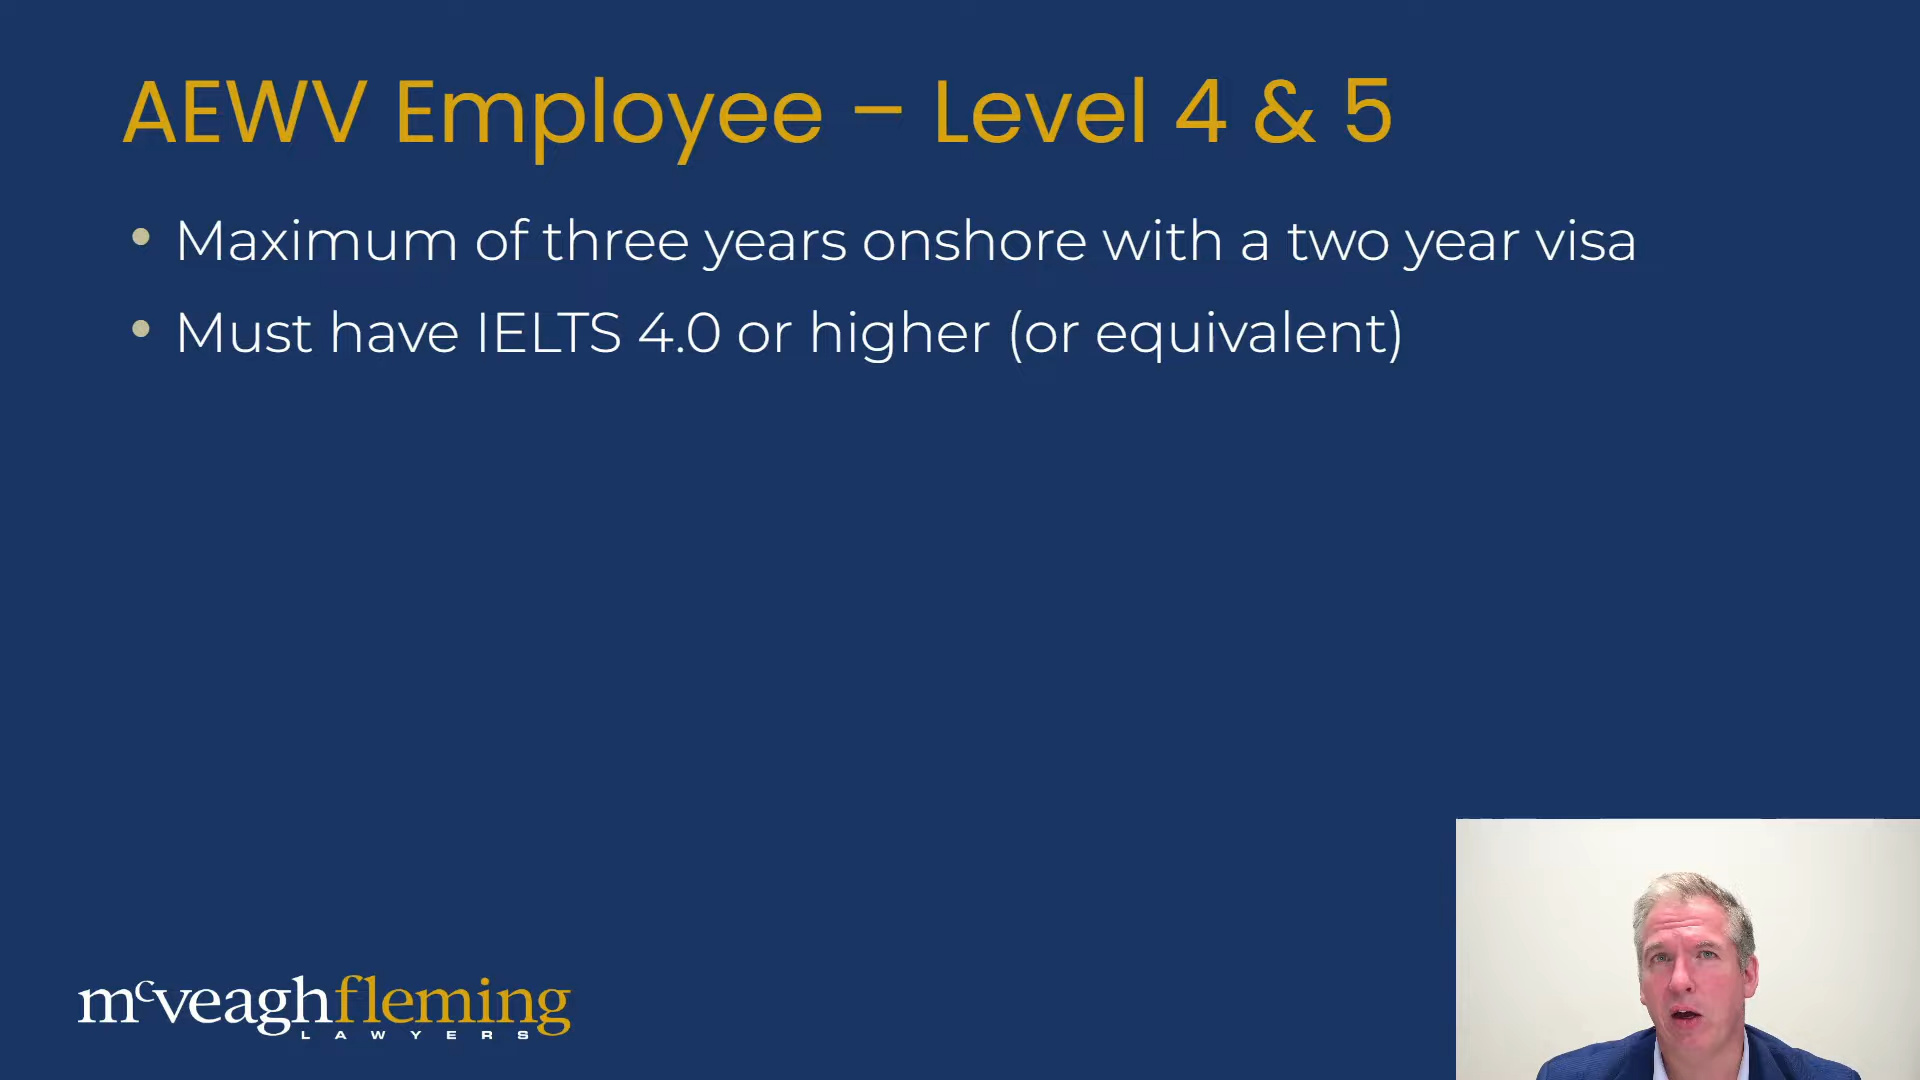 AEWV Employee – Level 4 & 5
• Maximum of three years onshore with a two year visa
• Must have IELTS 4.0 or higher (or equivalent)
mcveaghfleming
LAWYERS